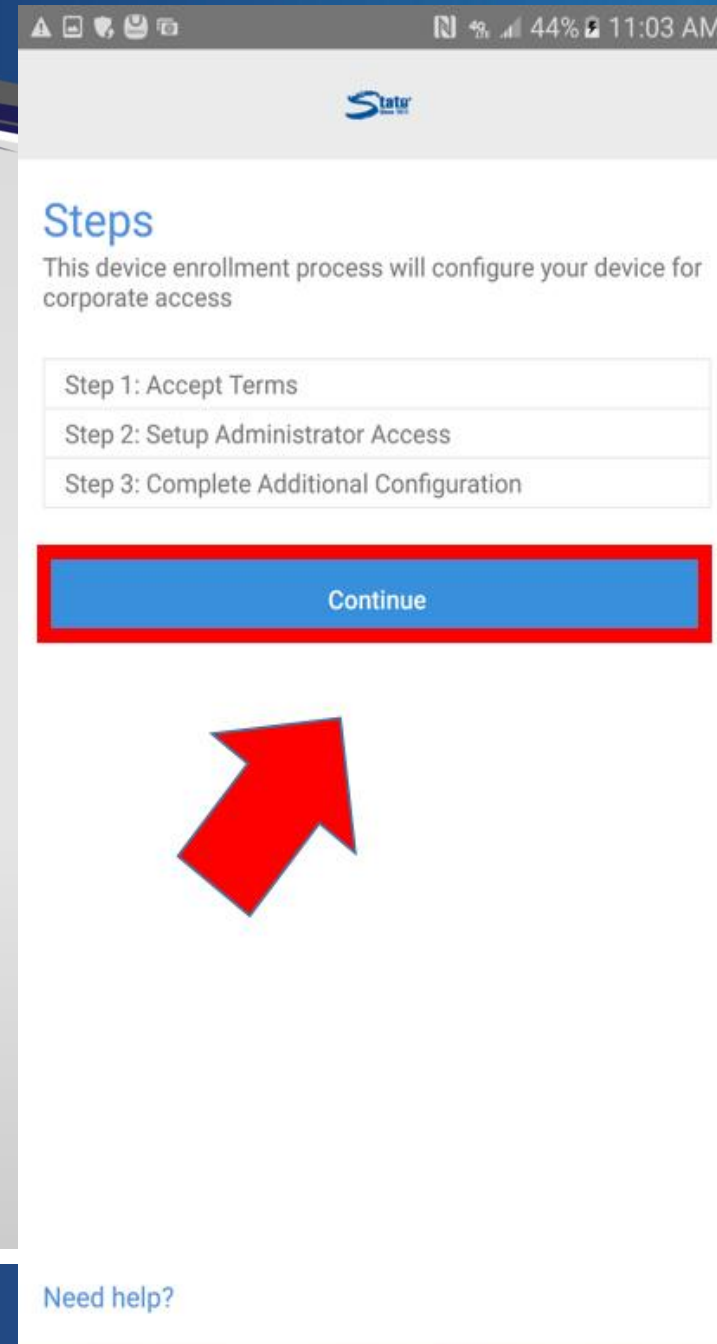 44% 11:03 AM
State
Steps
This device enrollment process will configure your device for
corporate access
Step 1: Accept Terms
Step 2: Setup Administrator Access
Step 3: Complete Additional Configuration
Continue
Need help?